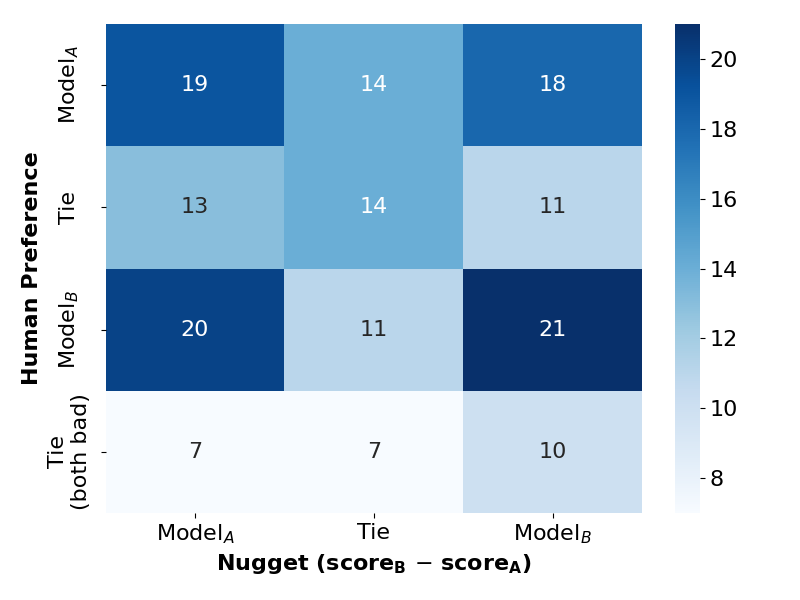 Human Preference
Model_A
19 14 18
Tie
13 14 11
Model_B
20 11 21
Tie
(both bad)
7 7 10
Model_A Tie Model_B
Nugget (score_B − score_A)
20
18
16
14
12
10
8